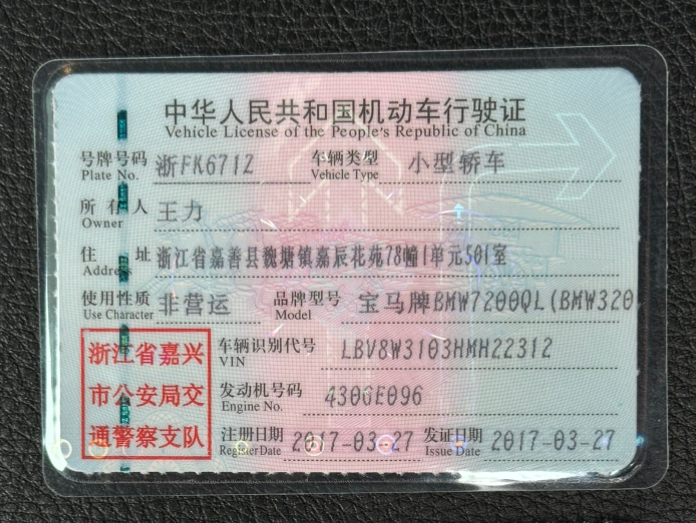 中华人民共和国机动车行驶证
Vehicle License of the People's Republic of China
号牌号码 浙FK671Z 车辆类型 小型轿车
Plate No. Vehicle Type
所有人 王力
Owner
住址 浙江省嘉善县魏塘镇嘉辰花苑78幢1单元501室
Address
使用性质 非营运 品牌型号 宝马牌BMW7200QL(BMW320
Use Character Model
浙江省嘉兴
市公安局交
通警察支队
车辆识别代号 LBV8W3103HMH22312
VIN
发动机号码 4306E096
Engine No.
注册日期 2017-03-27 发证日期 2017-03-27
Register Date Issue Date